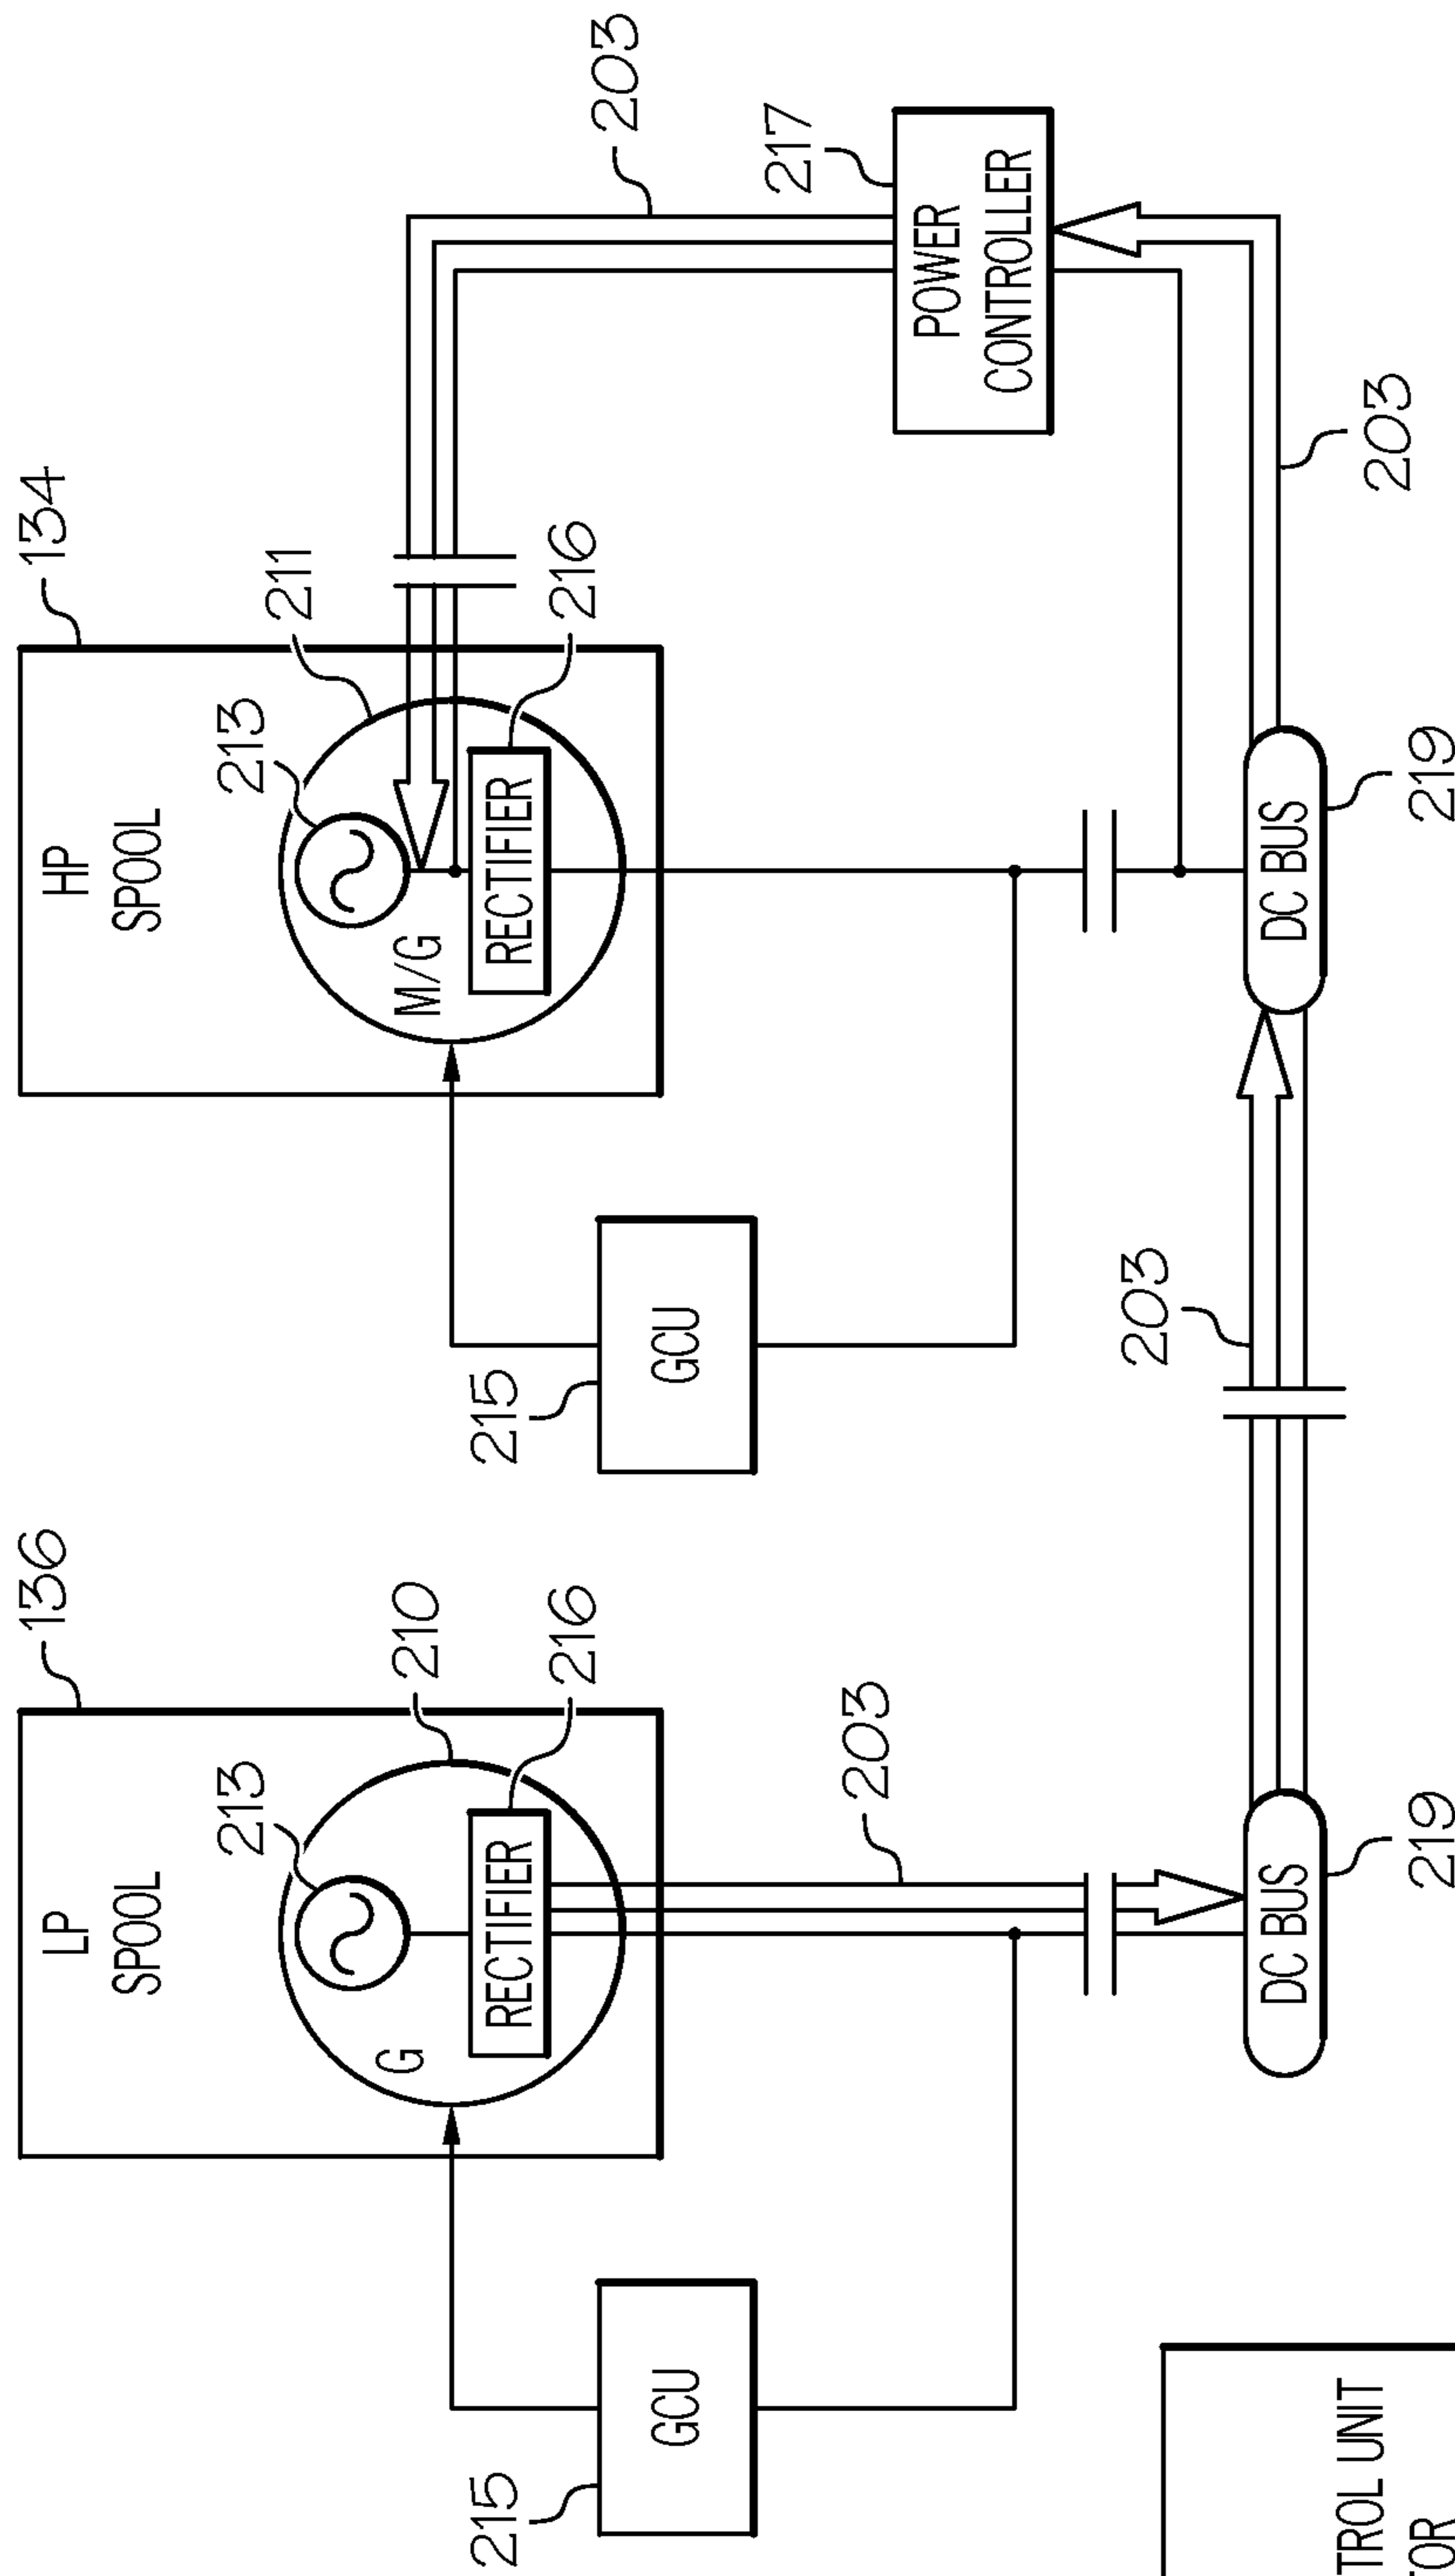 LP
SPOOL
136
HP
SPOOL
134
213
213
211
G
210
M/G
203
215
RECTIFIER
216
215
RECTIFIER
216
GCU
GCU
217
203
POWER
CONTROLLER
203
DC BUS
DC BUS
203
219
219
TROL UNIT
TOR